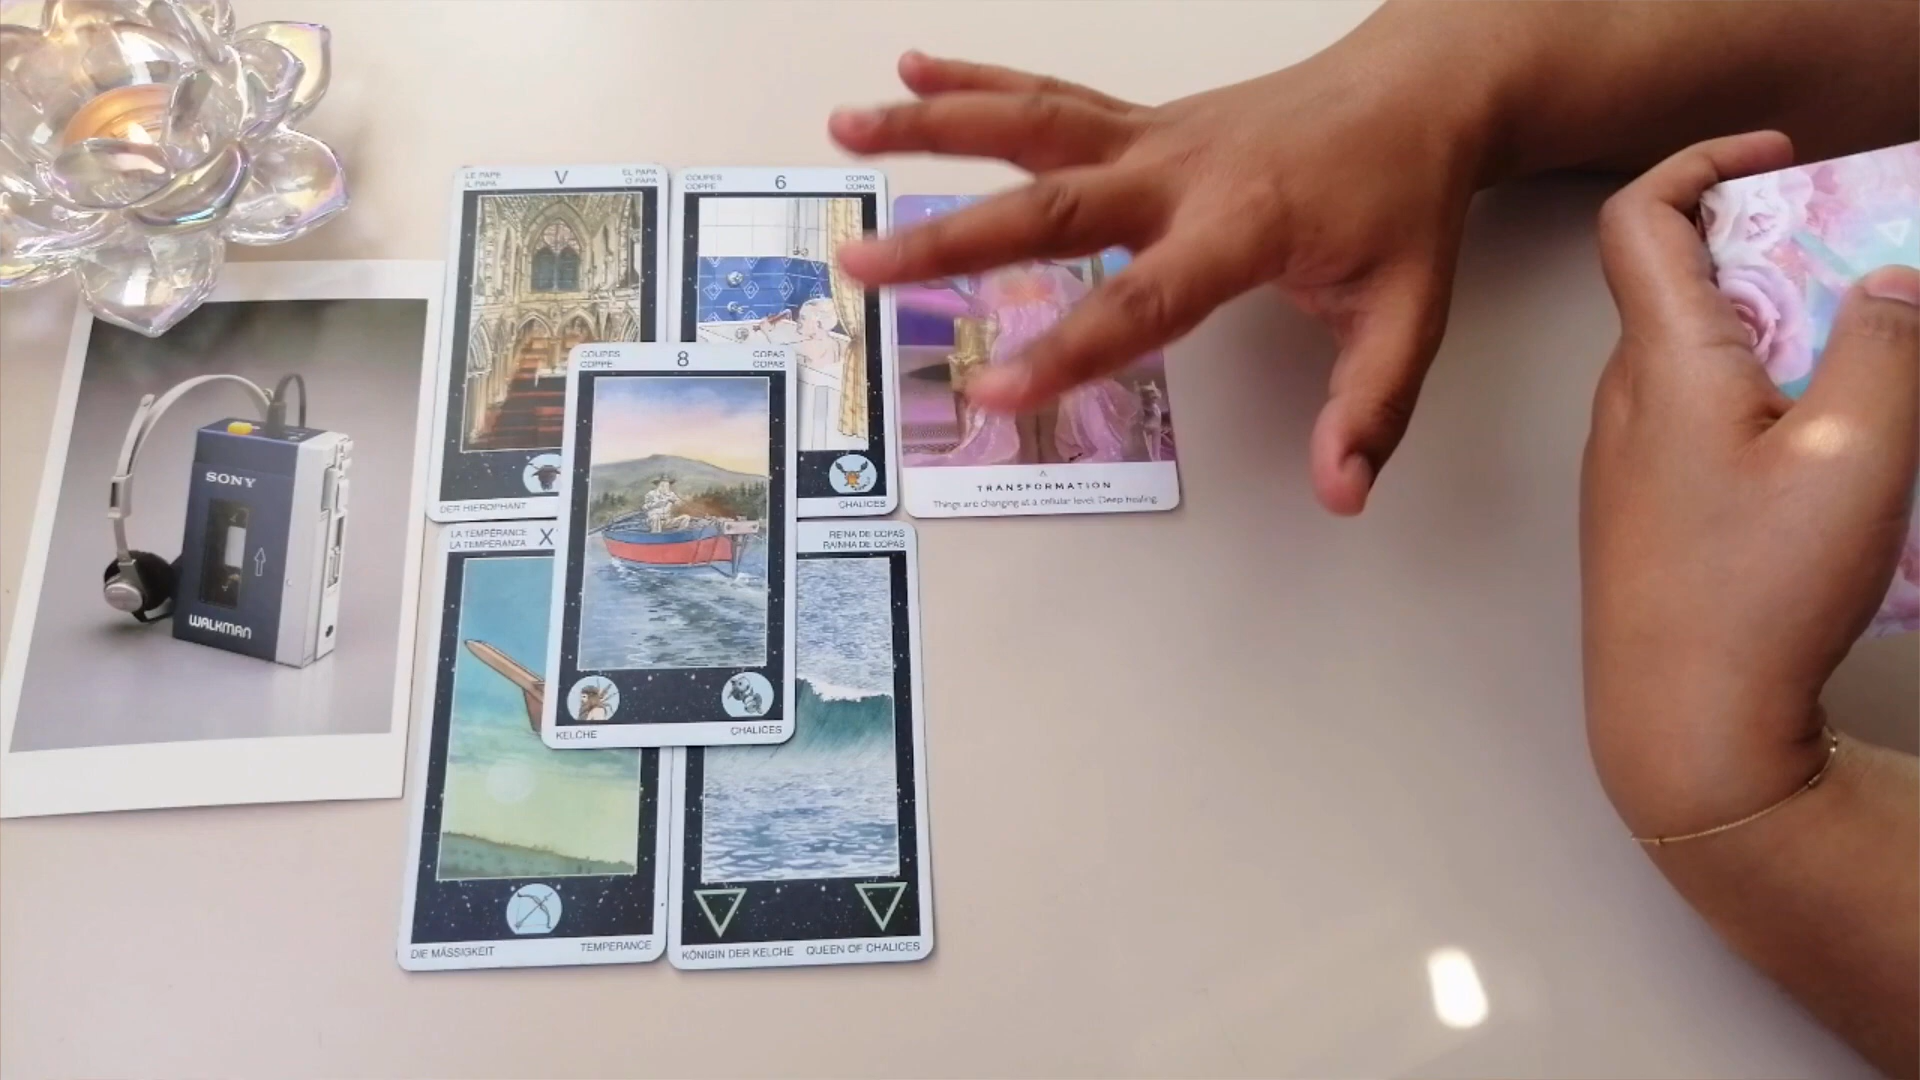 LE PAPE
IL PAPA
V
EL PAPA
O PAPA
DER HIEROPHANT
COUPES
COPPE
6
COPAS
COPAS
CHALICES
TRANSFORMATION
Things are changing at a cellular level. Deep healing.
COUPES
COPPE
8
COPAS
COPAS
KELCHE
CHALICES
SONY
WALKMAN
LA TEMPÉRANCE
LA TEMPERANZA
DIE MÄSSIGKEIT
TEMPERANCE
REINA DE COPAS
RAINHA DE COPAS
KÖNIGIN DER KELCHE
QUEEN OF CHALICES